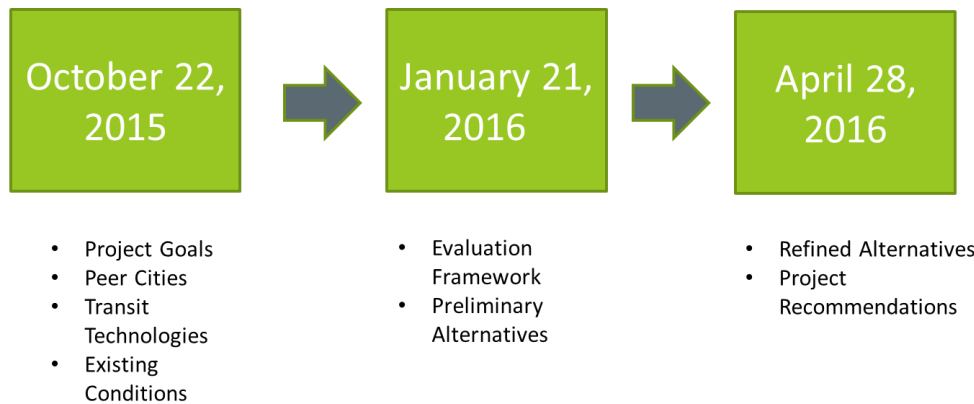 October 22,
2015
January 21,
2016
April 28,
2016
• Project Goals
• Peer Cities
• Transit
Technologies
• Existing
Conditions
• Evaluation
Framework
• Preliminary
Alternatives
• Refined Alternatives
• Project
Recommendations